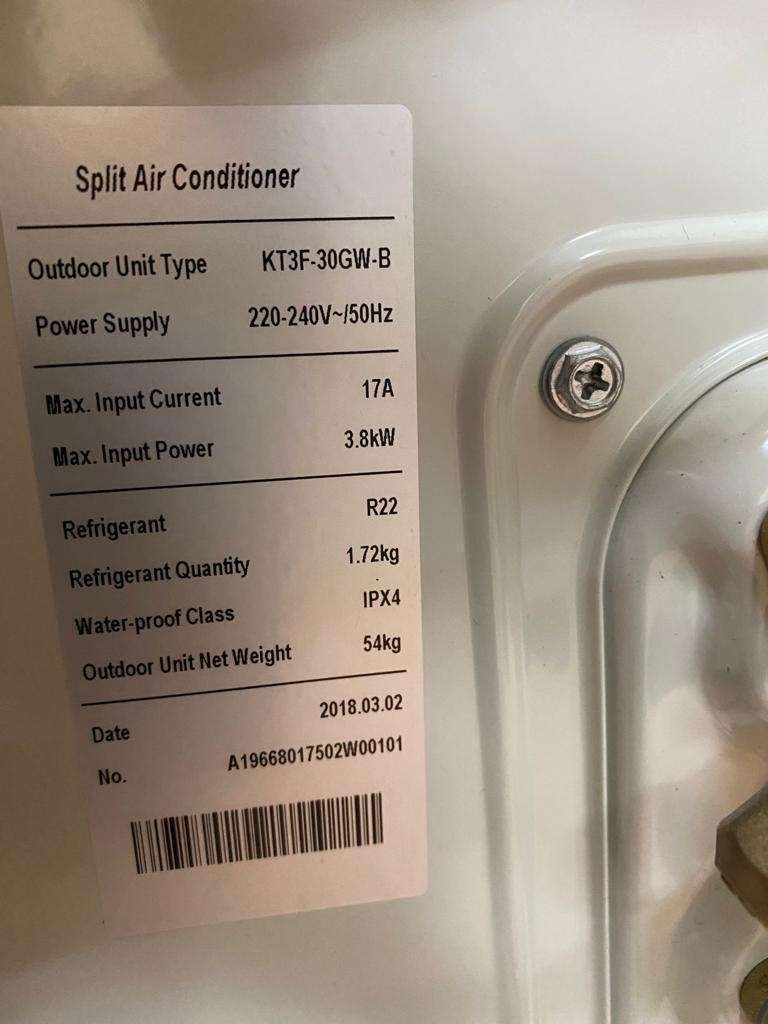 Split Air Conditioner
Outdoor Unit Type KT3F-30GW-B
Power Supply 220-240V~/50Hz
Max. Input Current 17A
Max. Input Power 3.8kW
Refrigerant R22
Refrigerant Quantity 1.72kg
Water-proof Class IPX4
Outdoor Unit Net Weight 54kg
Date 2018.03.02
No. A19668017502W00101